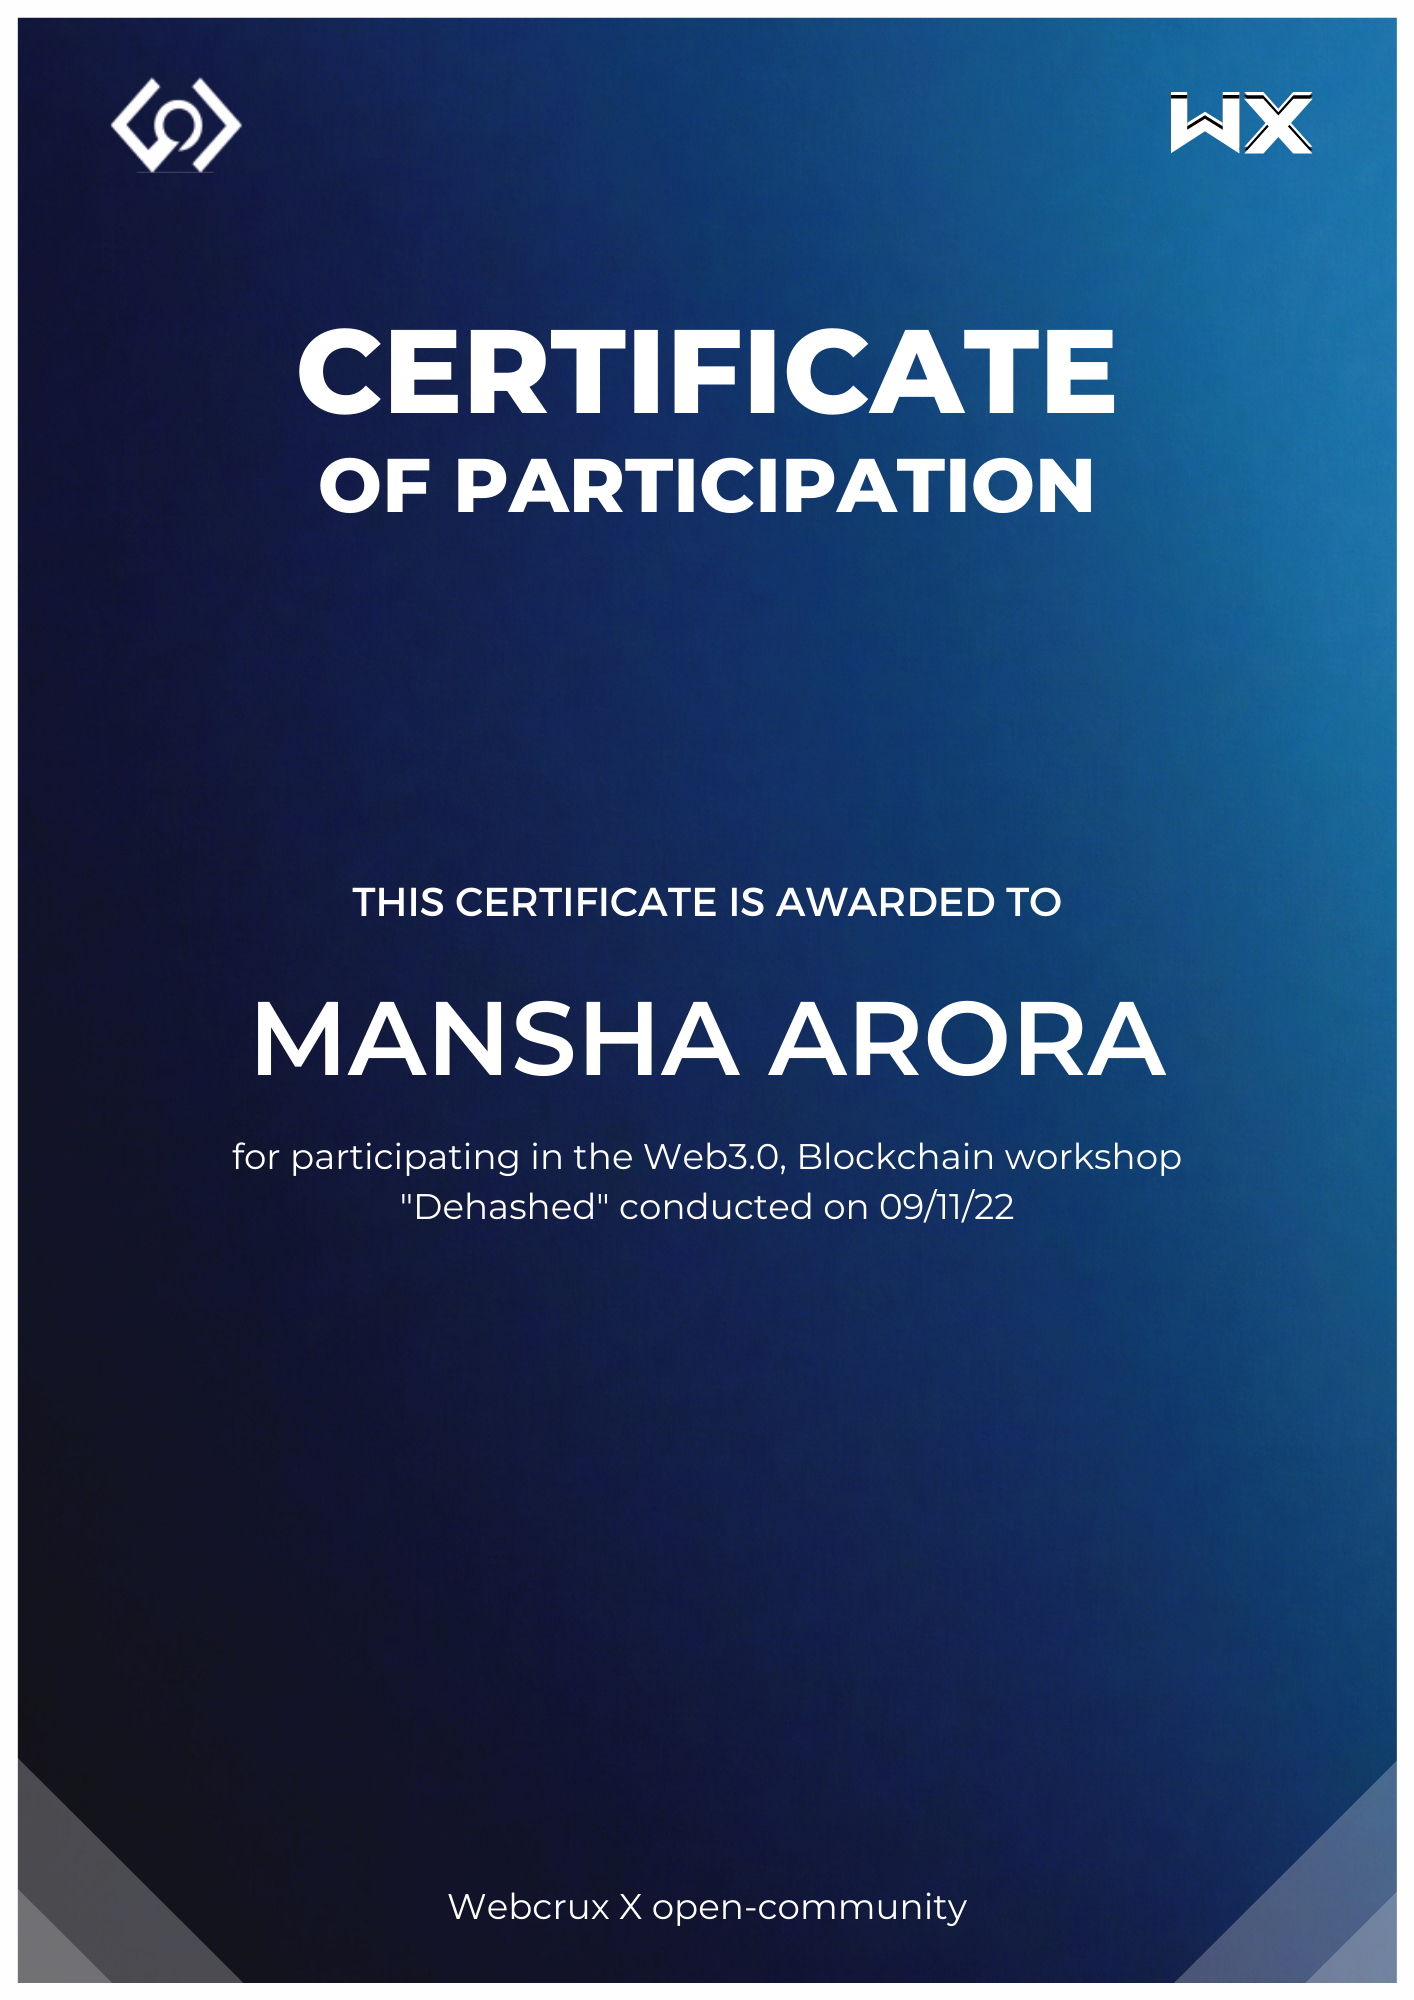 WX
CERTIFICATE
OF PARTICIPATION
THIS CERTIFICATE IS AWARDED TO
MANSHA ARORA
for participating in the Web3.0, Blockchain workshop
"Dehashed" conducted on 09/11/22
Webcrux X open-community